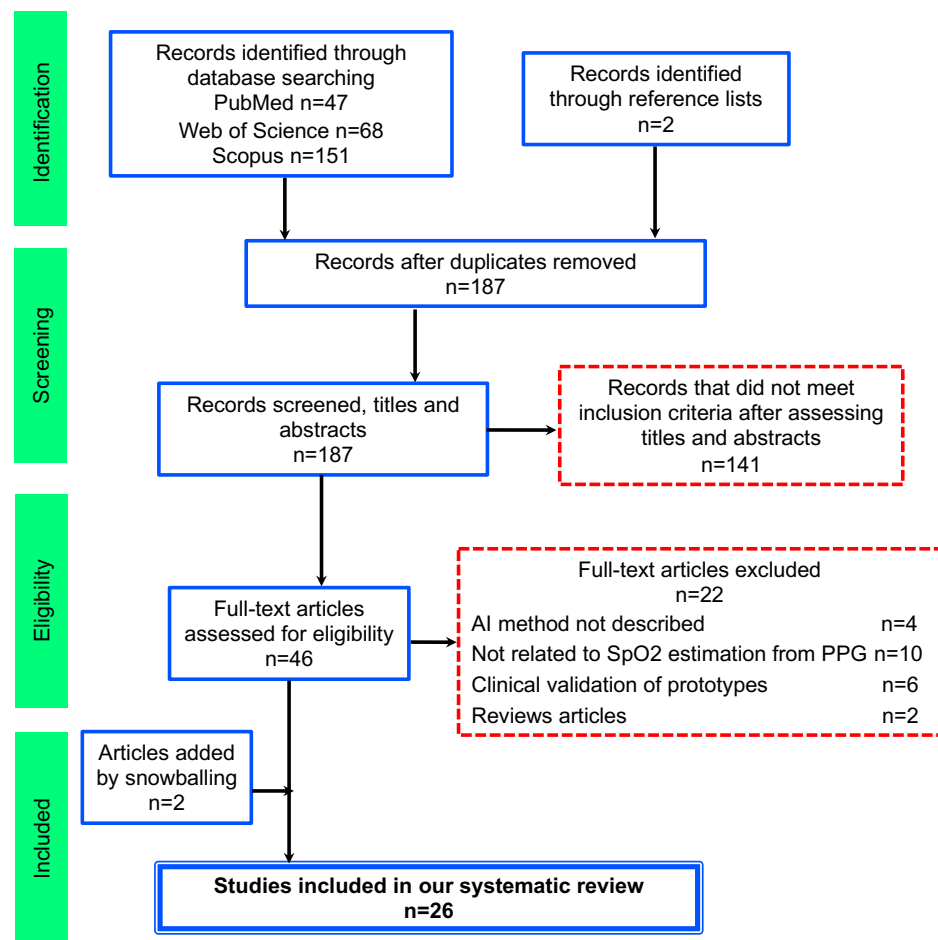 Identification
Records identified through
database searching
PubMed n=47
Web of Science n=68
Scopus n=151
Records identified
through reference lists
n=2
Screening
Records after duplicates removed
n=187
Records screened, titles and
abstracts
n=187
Records that did not meet
inclusion criteria after assessing
titles and abstracts
n=141
Eligibility
Full-text articles
assessed for eligibility
n=46
Full-text articles excluded
n=22
AI method not described n=4
Not related to SpO2 estimation from PPG n=10
Clinical validation of prototypes n=6
Reviews articles n=2
Included
Articles added
by snowballing
n=2
Studies included in our systematic review
n=26